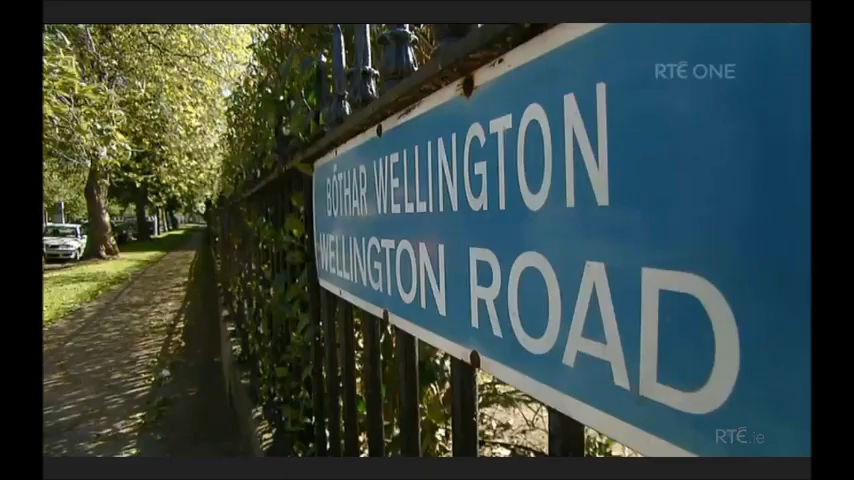 RTÉ ONE
BÓTHAR WELLINGTON
WELLINGTON ROAD
RTÉ.ie